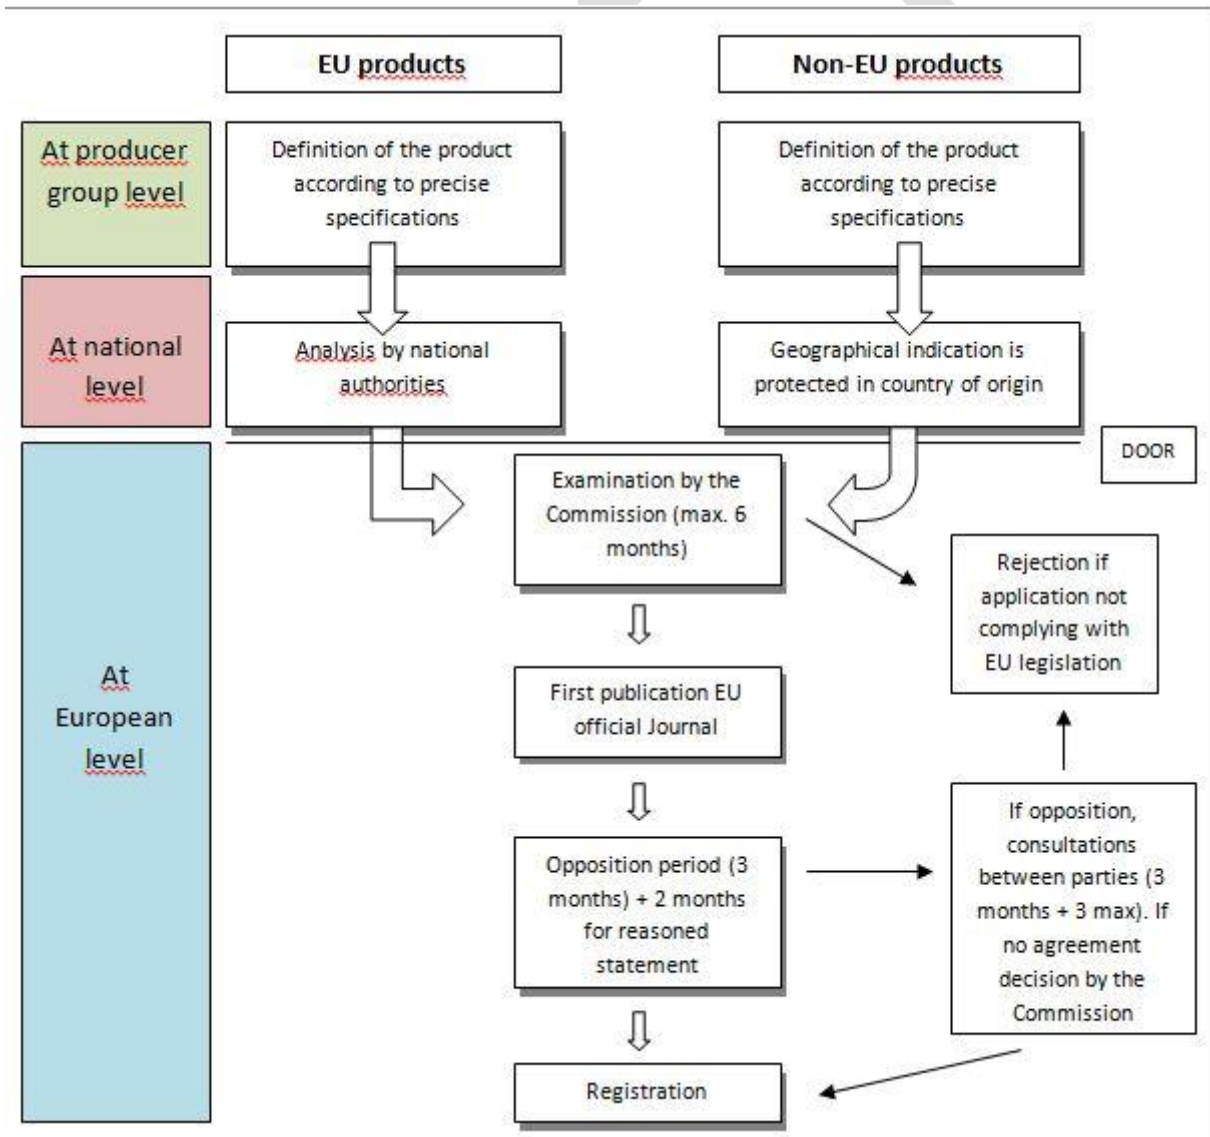 EU products
Non-EU products
At producer
group level
Definition of the product
according to precise
specifications
Definition of the product
according to precise
specifications
At national
level
Analysis by national
authorities
Geographical indication is
protected in country of origin
DOOR
At
European
level
Examination by the
Commission (max. 6
months)
Rejection if
application not
complying with
EU legislation
First publication EU
official Journal
Opposition period (3
months) + 2 months
for reasoned
statement
If opposition,
consultations
between parties (3
months + 3 max). If
no agreement
decision by the
Commission
Registration